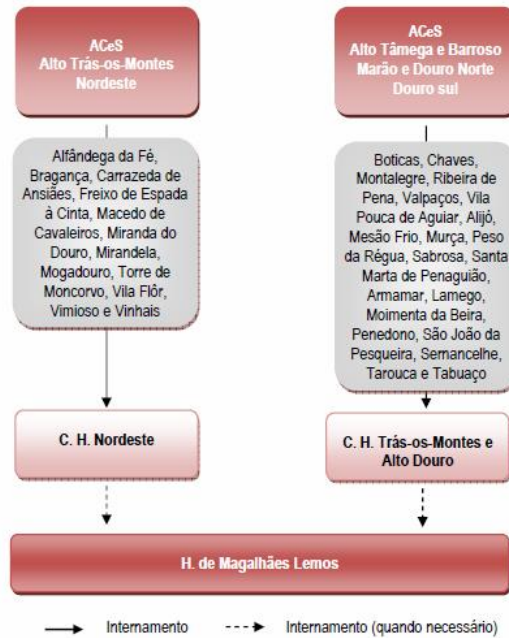 ACeS
Alto Trás-os-Montes
Nordeste
ACeS
Alto Tâmega e Barroso
Marão e Douro Norte
Douro sul
Alfândega da Fé,
Bragança, Carrazeda de
Ansiães, Freixo de Espada
à Cinta, Macedo de
Cavaleiros, Miranda do
Douro, Mirandela,
Mogadouro, Torre de
Moncorvo, Vila Flôr,
Vimioso e Vinhais
Boticas, Chaves,
Montalegre, Ribeira de
Pena, Valpaços, Vila
Pouca de Aguiar, Alijó,
Mesão Frio, Murça, Peso
da Régua, Sabrosa, Santa
Marta de Penaguião,
Armamar, Lamego,
Moimenta da Beira,
Penedono, São João da
Pesqueira, Sernancelhe,
Tarouca e Tabuaço
C. H. Nordeste
C. H. Trás-os-Montes e
Alto Douro
H. de Magalhães Lemos
Internamento
Internamento (quando necessário)